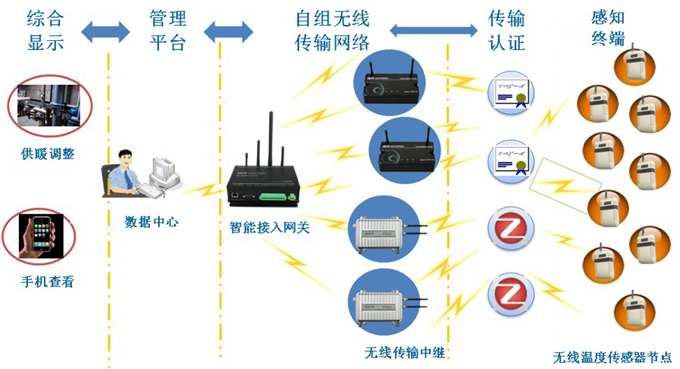 综合
显示
管理
平台
自组无线
传输网络
传输
认证
感知
终端
供暖调整
数据中心
智能接入网关
手机查看
无线传输中继
无线温度传感器节点
Z
Z